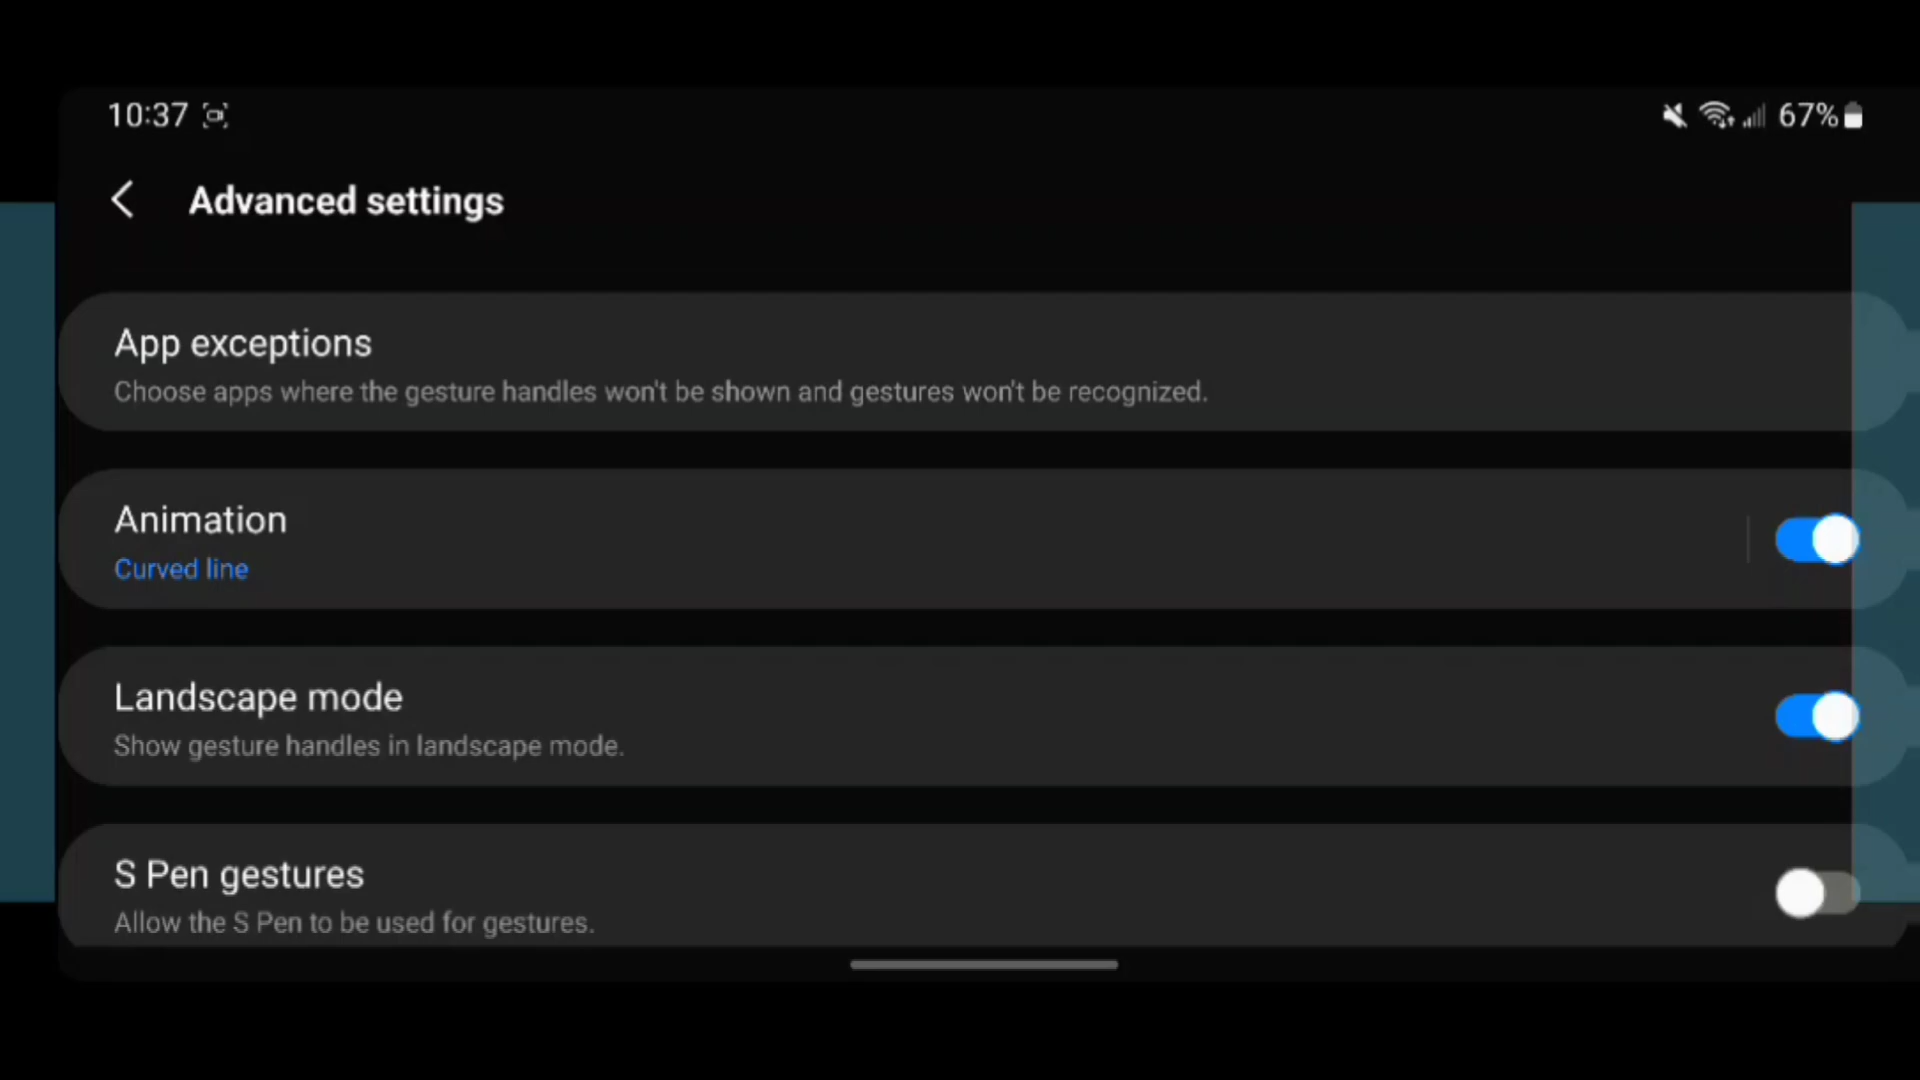 10:37
67%
Advanced settings
App exceptions
Choose apps where the gesture handles won't be shown and gestures won't be recognized.
Animation
Curved line
Landscape mode
Show gesture handles in landscape mode.
S Pen gestures
Allow the S Pen to be used for gestures.